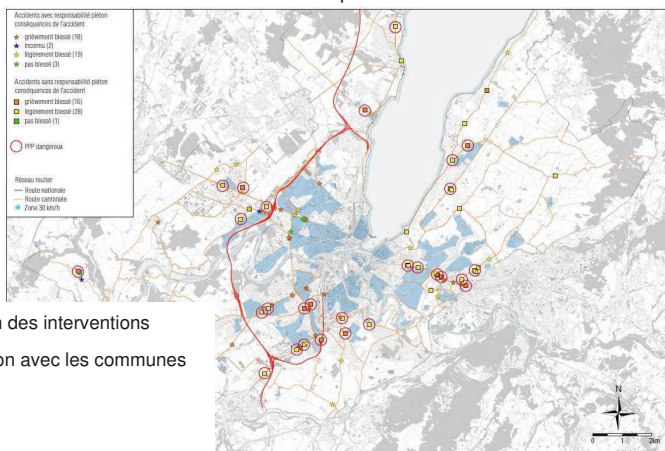 Accidents avec responsabilité piéton
conséquences de l'accident
grièvement blessé (18)
inconnu (2)
légèrement blessé (19)
pas blessé (3)
Accidents sans responsabilité piéton
conséquences de l'accident
grièvement blessé (16)
légèrement blessé (28)
pas blessé (1)
PPP dangereux
Réseau routier
Route nationale
Route cantonale
Zone 30 km/h
des interventions
on avec les communes
N
0 1 2km